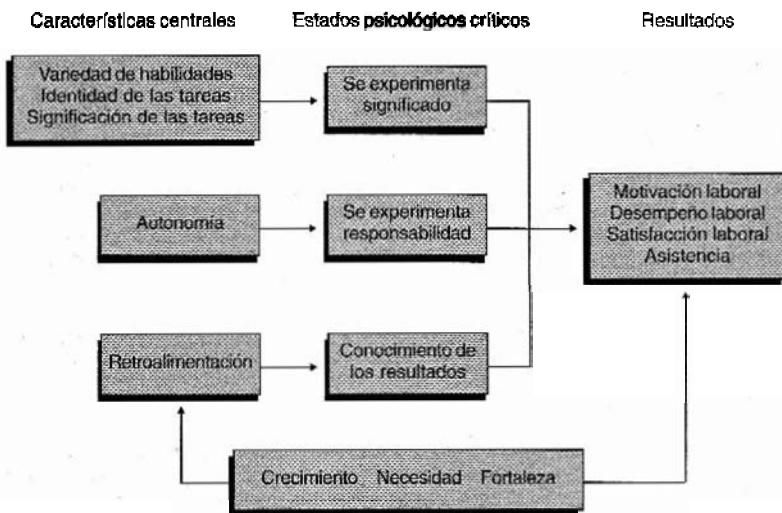 Características centrales
Estados psicológicos críticos
Resultados
Variedad de habilidades
Identidad de las tareas
Significación de las tareas
Se experimenta
significado
Autonomía
Se experimenta
responsabilidad
Motivación laboral
Desempeño laboral
Satisfacción laboral
Asistencia
Retroalimentación
Conocimiento de
los resultados
Crecimiento Necesidad Fortaleza